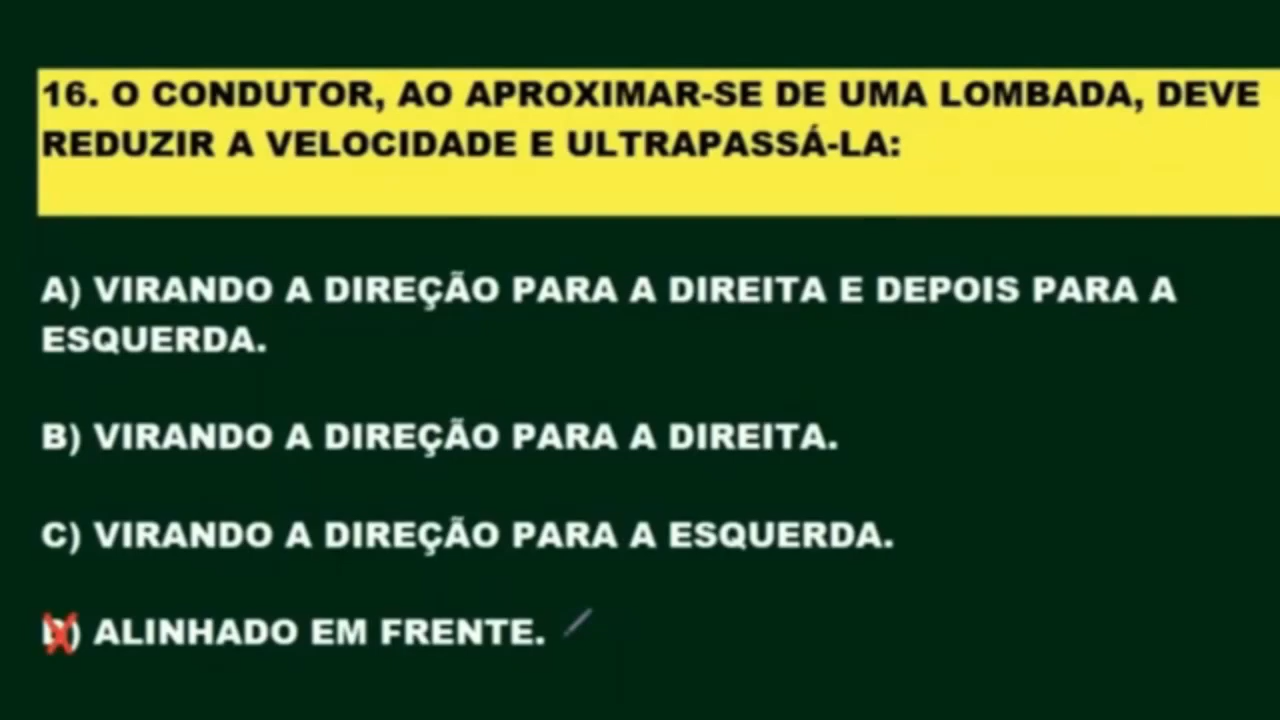 16. O CONDUTOR, AO APROXIMAR-SE DE UMA LOMBADA, DEVE
REDUZIR A VELOCIDADE E ULTRAPASSÁ-LA:
A) VIRANDO A DIREÇÃO PARA A DIREITA E DEPOIS PARA A
ESQUERDA.
B) VIRANDO A DIREÇÃO PARA A DIREITA.
C) VIRANDO A DIREÇÃO PARA A ESQUERDA.
D) ALINHADO EM FRENTE.